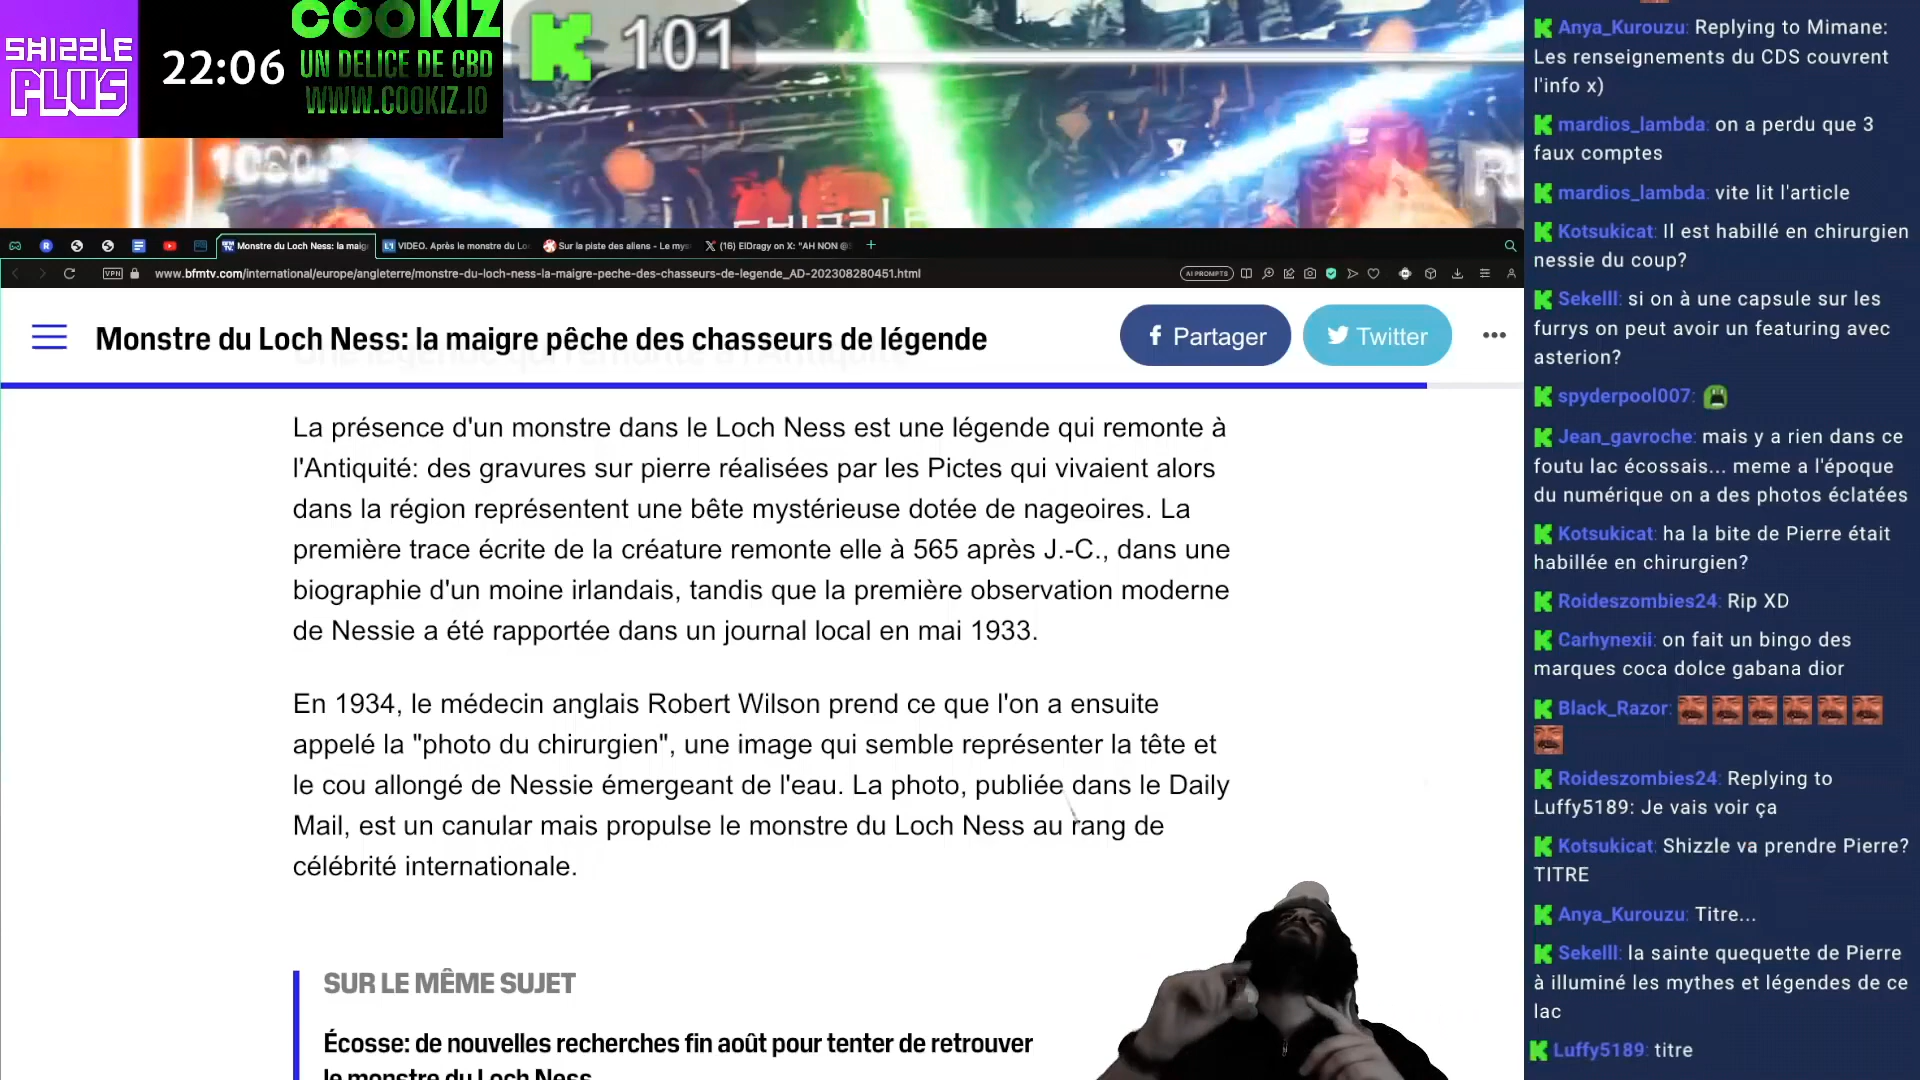 SHIZZLE
PLUS
22:06
COOKIZ
UN DELICE DE CBD
WWW.COOKIZ.IO
101
Monstre du Loch Ness: la maig
VIDEO. Après le monstre du Lo
Sur la piste des aliens - Le mys
(16) ElDragy on X: "AH NON @
VPN
www.bfmtv.com/international/europe/angleterre/monstre-du-loch-ness-la-maigre-peche-des-chasseurs-de-legende_AD-202308280451.html
AI PROMPTS
Monstre du Loch Ness: la maigre pêche des chasseurs de légende
Partager
Twitter
Une légende qui remonte à l'Antiquité
La présence d'un monstre dans le Loch Ness est une légende qui remonte à
l'Antiquité: des gravures sur pierre réalisées par les Pictes qui vivaient alors
dans la région représentent une bête mystérieuse dotée de nageoires. La
première trace écrite de la créature remonte elle à 565 après J.-C., dans une
biographie d'un moine irlandais, tandis que la première observation moderne
de Nessie a été rapportée dans un journal local en mai 1933.
En 1934, le médecin anglais Robert Wilson prend ce que l'on a ensuite
appelé la "photo du chirurgien", une image qui semble représenter la tête et
le cou allongé de Nessie émergeant de l'eau. La photo, publiée dans le Daily
Mail, est un canular mais propulse le monstre du Loch Ness au rang de
célébrité internationale.
SUR LE MÊME SUJET
Écosse: de nouvelles recherches fin août pour tenter de retrouver
le monstre du Loch Ness
Anya_Kurouzu: Replying to Mimane:
Les renseignements du CDS couvrent
l'info x)
mardios_lambda: on a perdu que 3
faux comptes
mardios_lambda: vite lit l'article
Kotsukicat: Il est habillé en chirurgien
nessie du coup?
Sekelll: si on à une capsule sur les
furrys on peut avoir un featuring avec
asterion?
spyderpool007:
Jean_gavroche: mais y a rien dans ce
foutu lac écossais... meme a l'époque
du numérique on a des photos éclatées
Kotsukicat: ha la bite de Pierre était
habillée en chirurgien?
Roideszombies24: Rip XD
Carhynexii: on fait un bingo des
marques coca dolce gabana dior
Black_Razor:
Roideszombies24: Replying to
Luffy5189: Je vais voir ça
Kotsukicat: Shizzle va prendre Pierre?
TITRE
Anya_Kurouzu: Titre...
Sekelll: la sainte quequette de Pierre
à illuminé les mythes et légendes de ce
lac
Luffy5189: titre